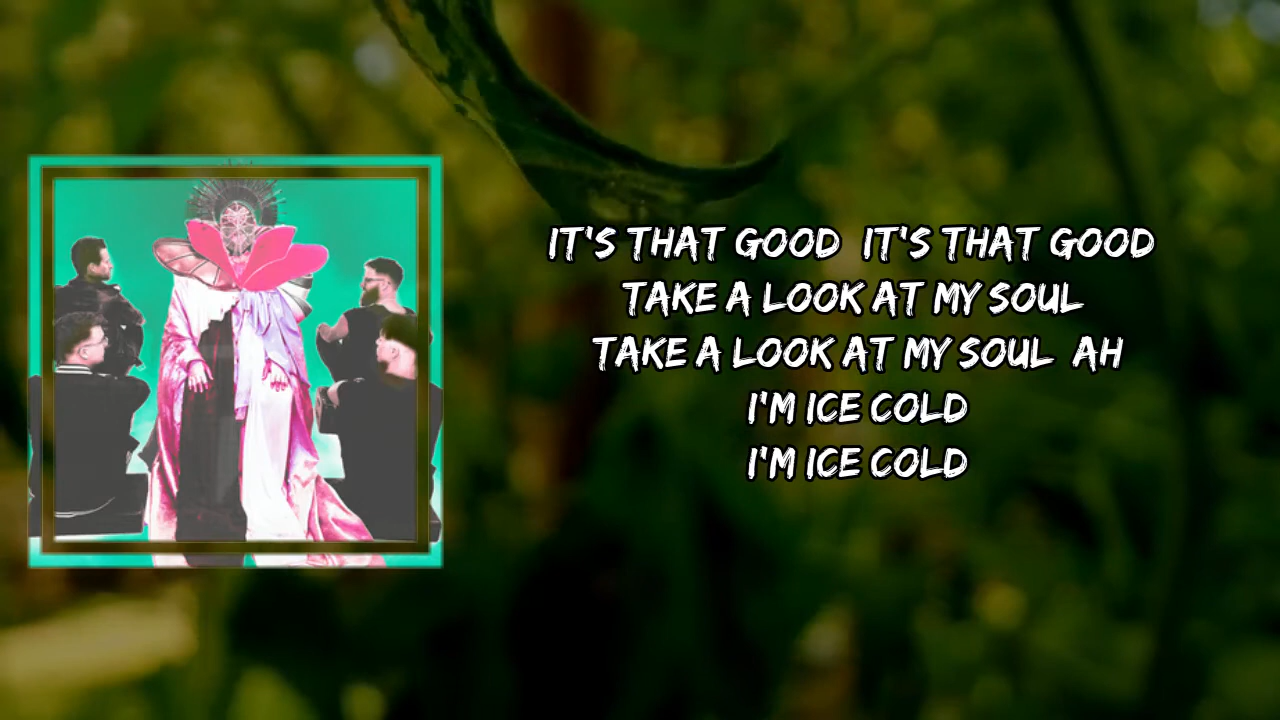 IT'S THAT GOOD  IT'S THAT GOOD
TAKE A LOOK AT MY SOUL
TAKE A LOOK AT MY SOUL  AH
I'M ICE COLD
I'M ICE COLD